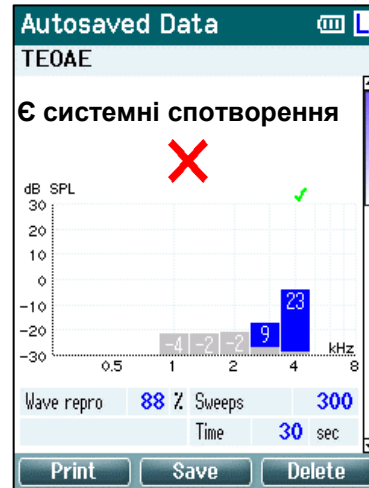 Autosaved Data L
TEOAE
Є системні спотворення
dB SPL
30
20
10
0
-10
-20
-30
-4 -2 -2 9 23
kHz
0.5 1 2 4 8
Wave repro 88 % Sweeps 300
Time 30 sec
Print Save Delete